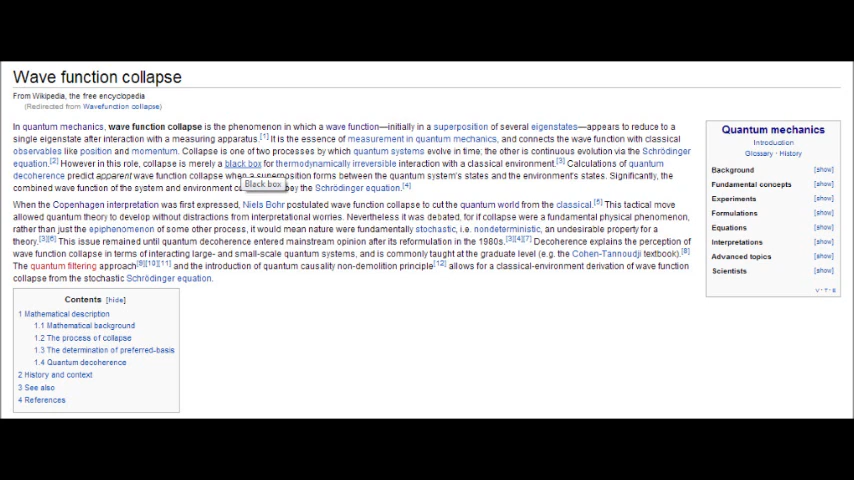 Wave function collapse
From Wikipedia, the free encyclopedia
(Redirected from Wavefunction collapse)
In quantum mechanics, wave function collapse is the phenomenon in which a wave function—initially in a superposition of several eigenstates—appears to reduce to a
single eigenstate after interaction with a measuring apparatus.[1] It is the essence of measurement in quantum mechanics, and connects the wave function with classical
observables like position and momentum. Collapse is one of two processes by which quantum systems evolve in time; the other is continuous evolution via the Schrödinger
equation.[2] However in this role, collapse is merely a black box for thermodynamically irreversible interaction with a classical environment.[3] Calculations of quantum
decoherence predict apparent wave function collapse when a superposition forms between the quantum system's states and the environment's states. Significantly, the
combined wave function of the system and environment the Schrödinger equation.[4]
Black box
When the Copenhagen interpretation was first expressed, Niels Bohr postulated wave function collapse to cut the quantum world from the classical.[5] This tactical move
allowed quantum theory to develop without distractions from interpretational worries. Nevertheless it was debated, for if collapse were a fundamental physical phenomenon,
rather than just the epiphenomenon of some other process, it would mean nature were fundamentally stochastic, i.e. nondeterministic, an undesirable property for a
theory.[3][6] This issue remained until quantum decoherence entered mainstream opinion after its reformulation in the 1980s.[3][4][7] Decoherence explains the perception of
wave function collapse in terms of interacting large- and small-scale quantum systems, and is commonly taught at the graduate level (e.g. the Cohen-Tannoudji textbook).[8]
The quantum filtering approach[9][10][11] and the introduction of quantum causality non-demolition principle[12] allows for a classical-environment derivation of wave function
collapse from the stochastic Schrödinger equation.
Contents [hide]
1 Mathematical description
1.1 Mathematical background
1.2 The process of collapse
1.3 The determination of preferred-basis
1.4 Quantum decoherence
2 History and context
3 See also
4 References
Quantum mechanics
Introduction
Glossary · History
Background [show]
Fundamental concepts [show]
Experiments [show]
Formulations [show]
Equations [show]
Interpretations [show]
Advanced topics [show]
Scientists [show]
V · T · E